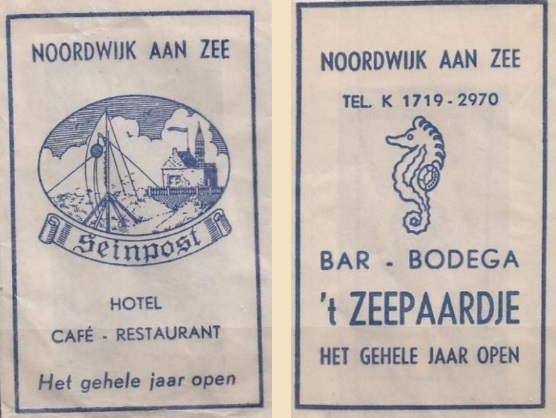 NOORDWIJK AAN ZEE
Seinpost
HOTEL
CAFÉ - RESTAURANT
Het gehele jaar open
NOORDWIJK AAN ZEE
TEL. K 1719 - 2970
BAR - BODEGA
't ZEEPAARDJE
HET GEHELE JAAR OPEN